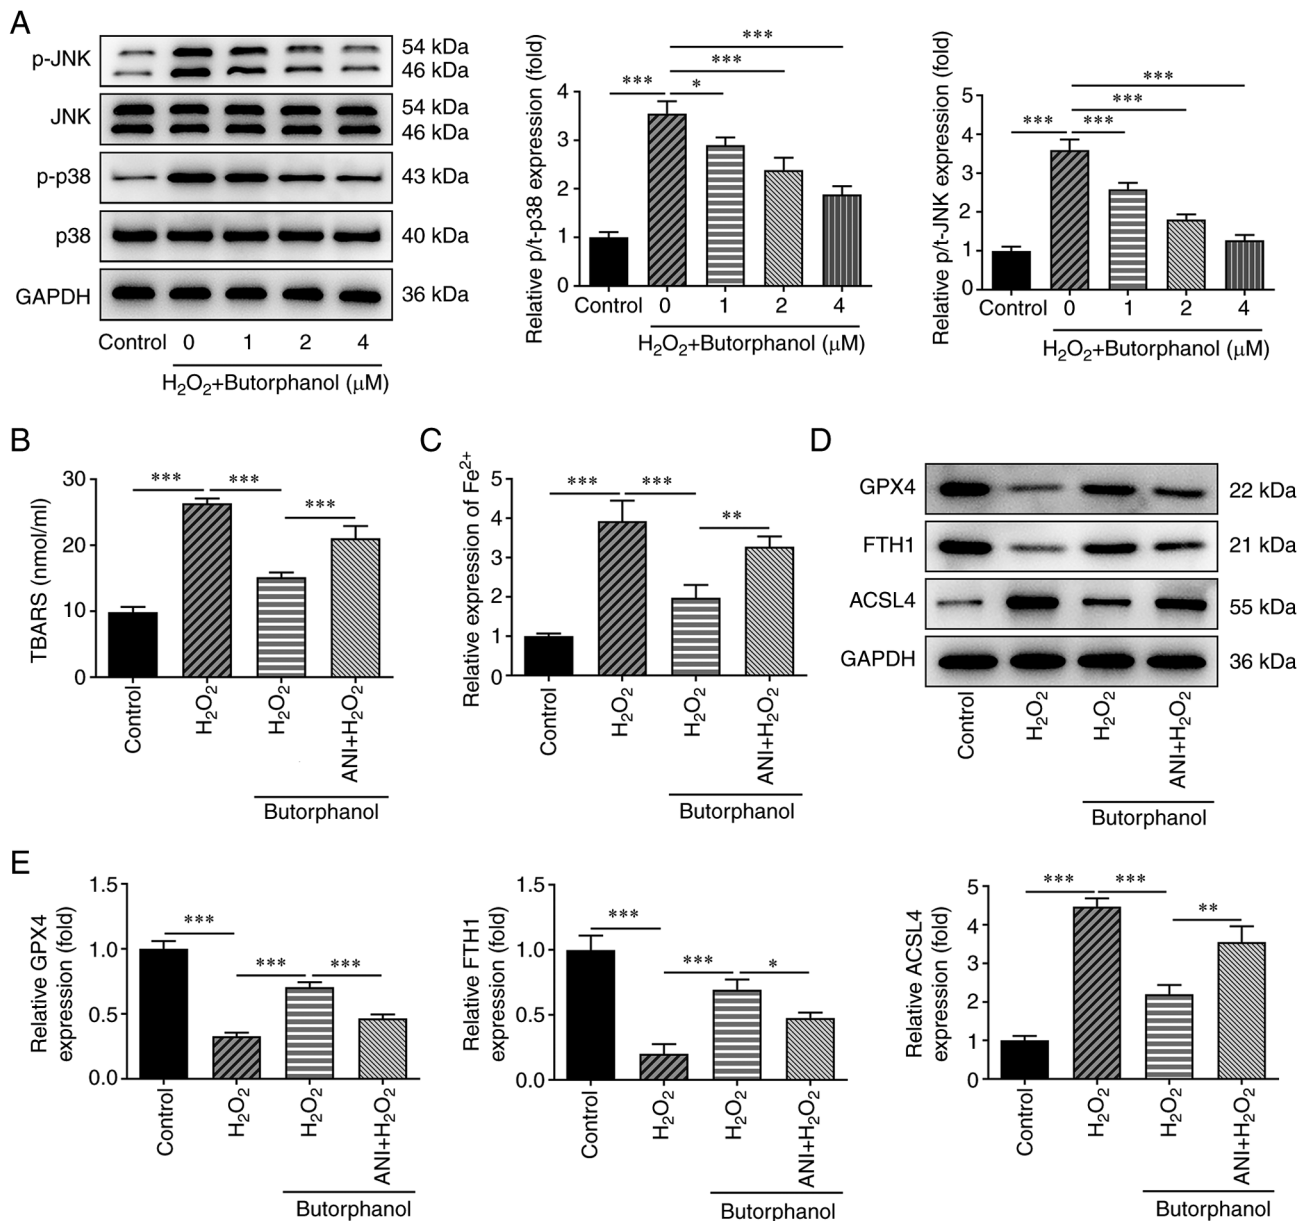 A
p-JNK
54 kDa
46 kDa
JNK
54 kDa
46 kDa
p-p38
43 kDa
p38
40 kDa
GAPDH
36 kDa
Control 0 1 2 4
H₂O₂+Butorphanol (μM)
Relative p/t-p38 expression (fold)
4
3
2
1
0
*** * *** ***
Control 0 1 2 4
H₂O₂+Butorphanol (μM)
Relative p/t-JNK expression (fold)
5
4
3
2
1
0
*** *** *** ***
Control 0 1 2 4
H₂O₂+Butorphanol (μM)
B
TBARS (nmol/ml)
30
20
10
0
*** *** ***
Control
H₂O₂
H₂O₂
ANI+H₂O₂
Butorphanol
C
Relative expression of Fe²⁺
5
4
3
2
1
0
*** *** **
Control
H₂O₂
H₂O₂
ANI+H₂O₂
Butorphanol
D
GPX4 22 kDa
FTH1 21 kDa
ACSL4 55 kDa
GAPDH 36 kDa
Control
H₂O₂
H₂O₂
ANI+H₂O₂
Butorphanol
E
Relative GPX4
expression (fold)
1.5
1.0
0.5
0.0
*** *** ***
Control
H₂O₂
H₂O₂
ANI+H₂O₂
Butorphanol
Relative FTH1
expression (fold)
1.5
1.0
0.5
0.0
*** *** *
Control
H₂O₂
H₂O₂
ANI+H₂O₂
Butorphanol
Relative ACSL4
expression (fold)
5
4
3
2
1
0
*** *** **
Control
H₂O₂
H₂O₂
ANI+H₂O₂
Butorphanol